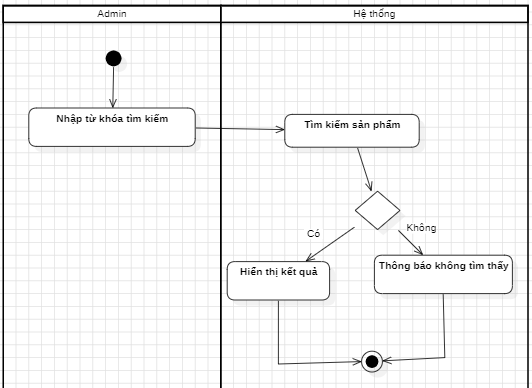 Admin
Hệ thống
Nhập từ khóa tìm kiếm
Tìm kiếm sản phẩm
Có
Không
Hiển thị kết quả
Thông báo không tìm thấy